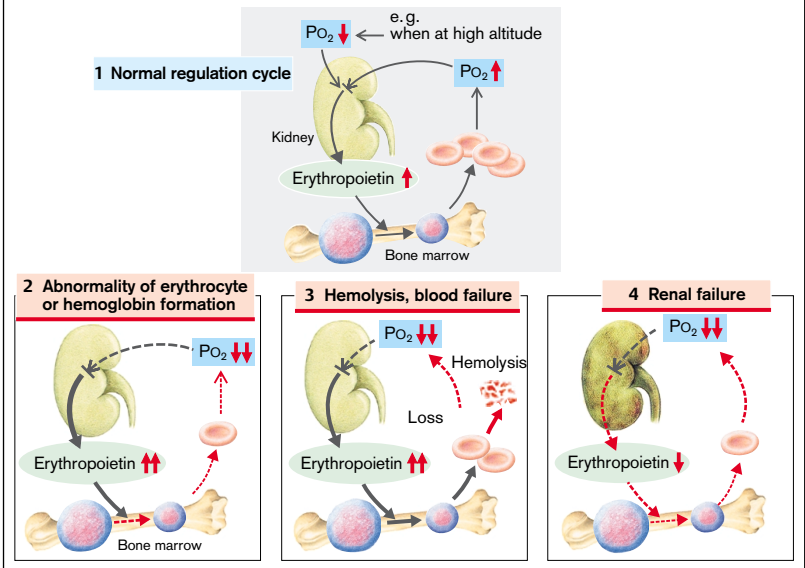 e.g.
when at high altitude
PO₂
1 Normal regulation cycle
PO₂
Kidney
Erythropoietin
Bone marrow
2 Abnormality of erythrocyte
or hemoglobin formation
PO₂
Erythropoietin
Bone marrow
3 Hemolysis, blood failure
PO₂
Hemolysis
Loss
Erythropoietin
4 Renal failure
PO₂
Erythropoietin